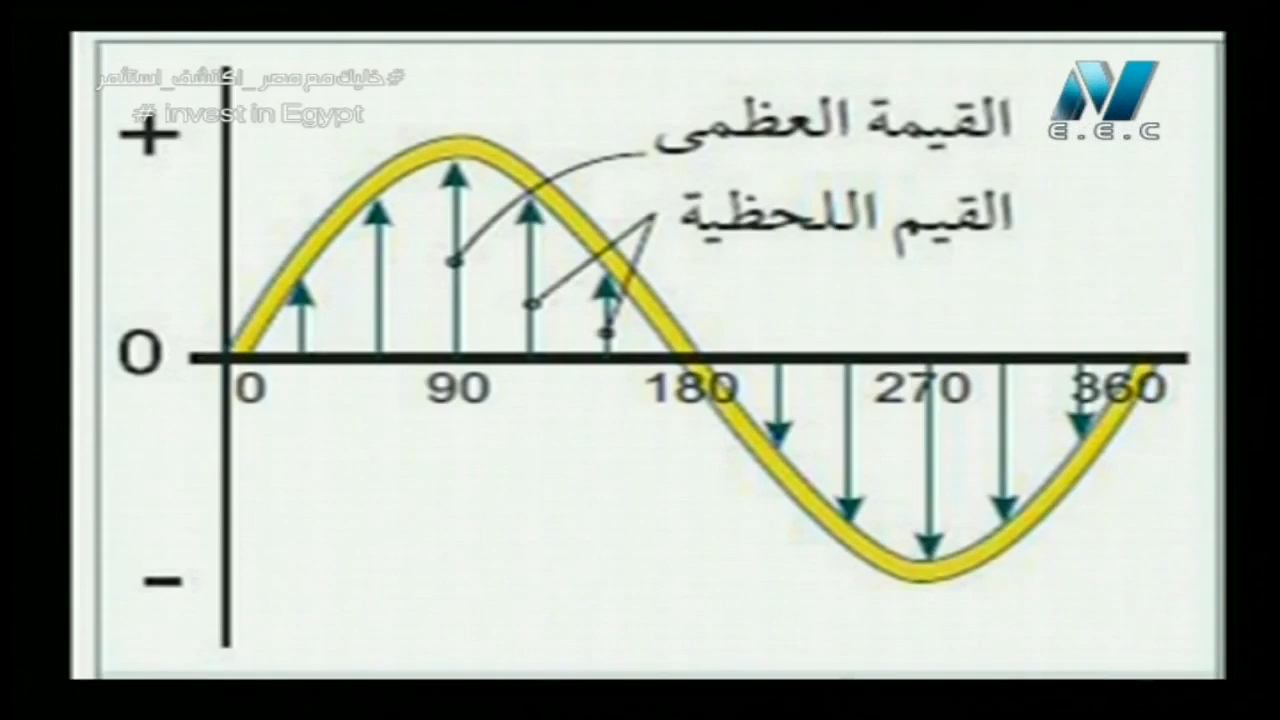 #خليك_مع_مصر_اكتشف_استثمر
# invest in Egypt
E.E.C
+
القيمة العظمى
القيم اللحظية
0
0 90 180 270 360
-